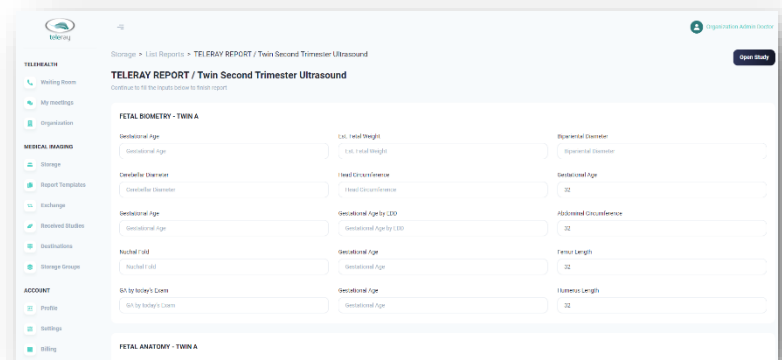 teleray
Organization Admin Doctor
Storage > List Reports > TELERAY REPORT / Twin Second Trimester Ultrasound
Open Study
TELERAY REPORT / Twin Second Trimester Ultrasound
Continue to fill the inputs below to finish report
TELEHEALTH
Waiting Room
My meetings
Organization
MEDICAL IMAGING
Storage
Report Templates
Exchange
Received Studies
Destinations
Storage Groups
ACCOUNT
Profile
Settings
Billing
FETAL BIOMETRY - TWIN A
Gestational Age Est. Fetal Weight Biparental Diameter
Gestational Age Est. Fetal Weight Biparental Diameter
Cerebellar Diameter Head Circumference Gestational Age
Cerebellar Diameter Head Circumference 32
Gestational Age Gestational Age by EDD Abdominal Circumference
Gestational Age Gestational Age by EDD 32
Nuchal Fold Gestational Age Femur Length
Nuchal Fold Gestational Age 32
GA by today's Exam Gestational Age Humerus Length
GA by today's Exam Gestational Age 32
FETAL ANATOMY - TWIN A